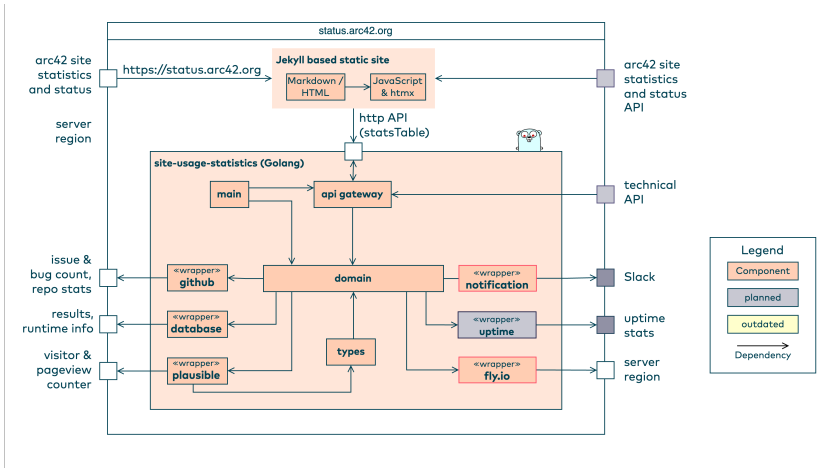 status.arc42.org
arc42 site
statistics
and status
https://status.arc42.org
Jekyll based static site
Markdown /
HTML
JavaScript
& htmx
arc42 site
statistics
and status
API
server
region
http API
(statsTable)
site-usage-statistics (Golang)
main
api gateway
technical
API
issue &
bug count,
repo stats
«wrapper»
github
domain
«wrapper»
notification
Slack
results,
runtime info
«wrapper»
database
«wrapper»
uptime
uptime
stats
visitor &
pageview
counter
«wrapper»
plausible
types
«wrapper»
fly.io
server
region
Legend
Component
planned
outdated
Dependency